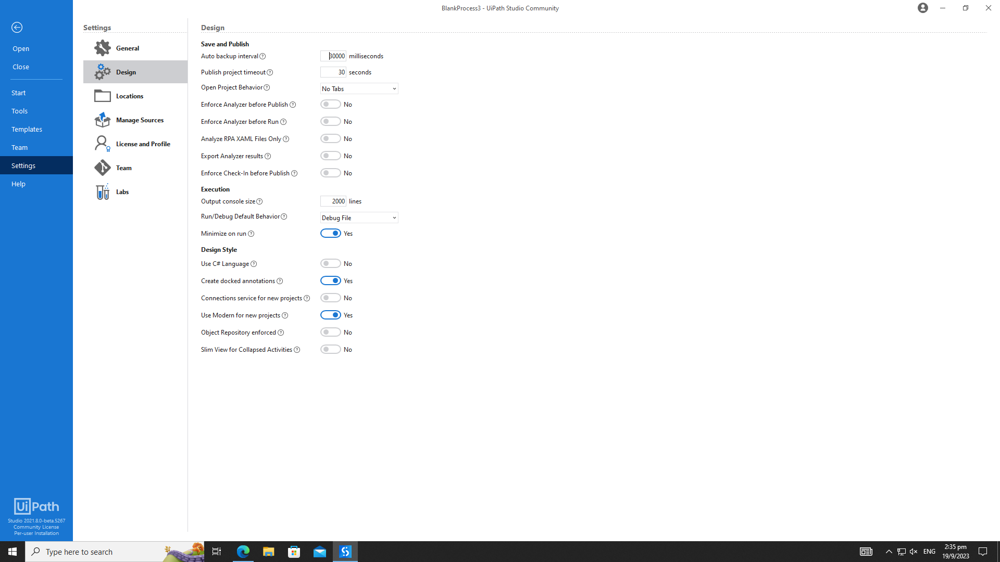 BlankProcess3 - UiPath Studio Community
Open
Close
Start
Tools
Templates
Team
Settings
Help
Settings
General
Design
Locations
Manage Sources
License and Profile
Team
Labs
Design
Save and Publish
Auto backup interval 30000 milliseconds
Publish project timeout 30 seconds
Open Project Behavior No Tabs
Enforce Analyzer before Publish No
Enforce Analyzer before Run No
Analyze RPA XAML Files Only No
Export Analyzer results No
Enforce Check-In before Publish No
Execution
Output console size 2000 lines
Run/Debug Default Behavior Debug File
Minimize on run Yes
Design Style
Use C# Language No
Create docked annotations Yes
Connections service for new projects No
Use Modern for new projects Yes
Object Repository enforced No
Slim View for Collapsed Activities No
UiPath
Studio 2021.8.0-beta.5267
Community License
Per-user Installation
Type here to search
ENG
2:35 pm
19/9/2023